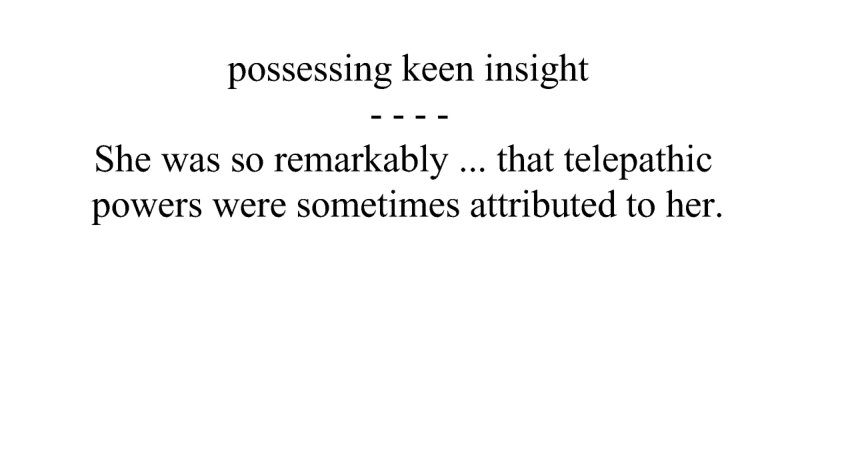 possessing keen insight
- - - -
She was so remarkably ... that telepathic
powers were sometimes attributed to her.